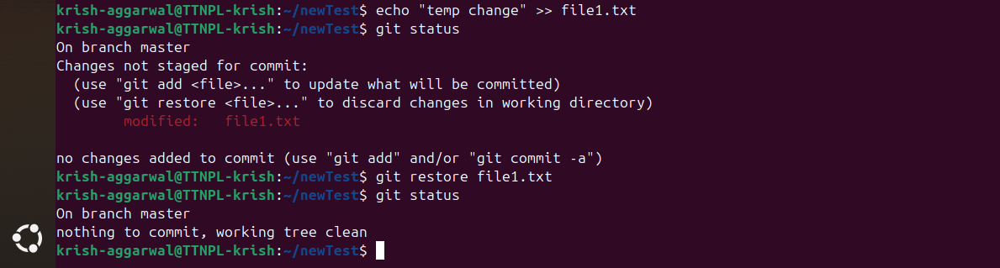 krish-aggarwal@TTNPL-krish:~/newTest$ echo "temp change" >> file1.txt
krish-aggarwal@TTNPL-krish:~/newTest$ git status
On branch master
Changes not staged for commit:
  (use "git add <file>..." to update what will be committed)
  (use "git restore <file>..." to discard changes in working directory)
        modified:   file1.txt

no changes added to commit (use "git add" and/or "git commit -a")
krish-aggarwal@TTNPL-krish:~/newTest$ git restore file1.txt
krish-aggarwal@TTNPL-krish:~/newTest$ git status
On branch master
nothing to commit, working tree clean
krish-aggarwal@TTNPL-krish:~/newTest$